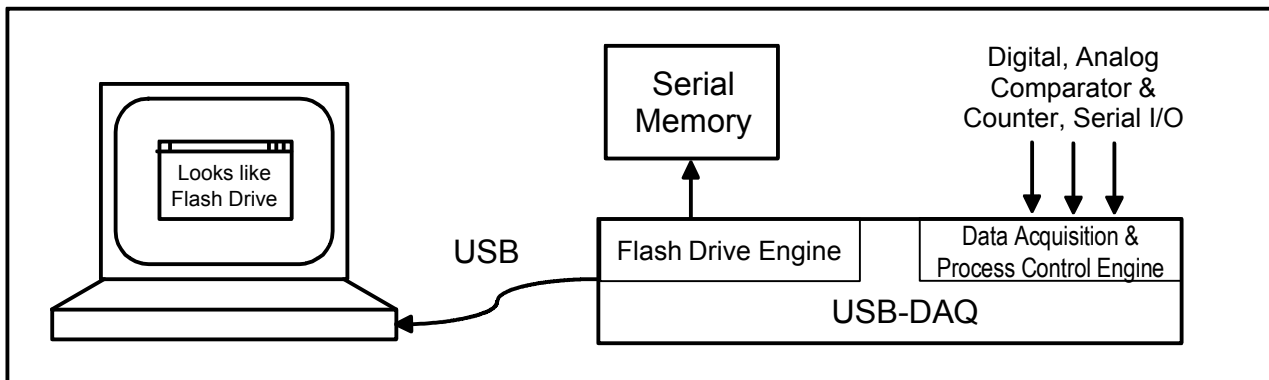 Looks like
Flash Drive
USB
Serial
Memory
Digital, Analog
Comparator &
Counter, Serial I/O
Flash Drive Engine
Data Acquisition &
Process Control Engine
USB-DAQ